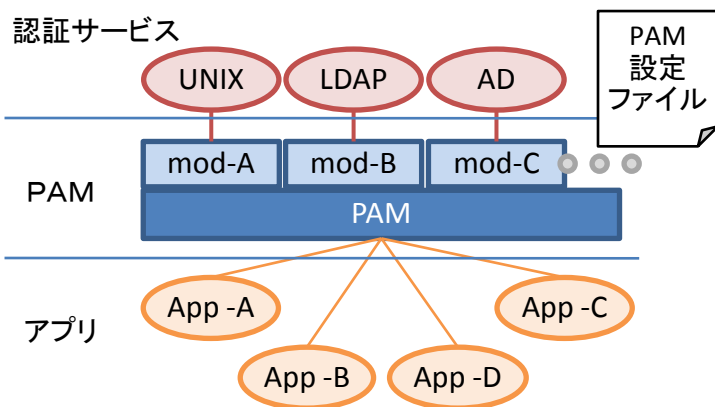 認証サービス
PAM
設定
ファイル
UNIX
LDAP
AD
mod-A
mod-B
mod-C
PAM
PAM
App -A
App -C
アプリ
App -B
App -D